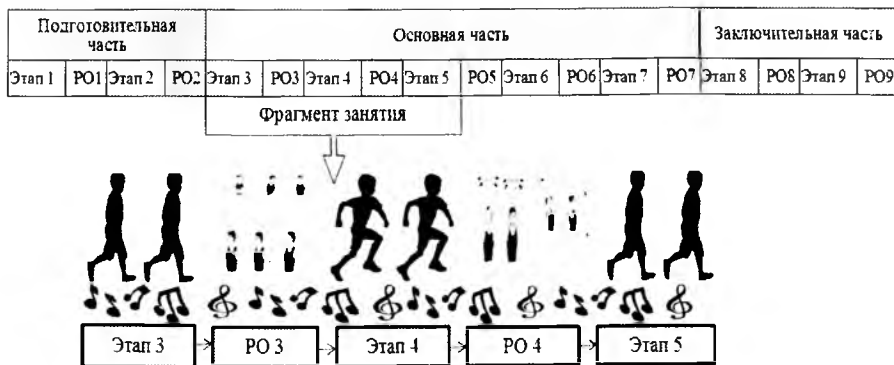 Подготовительная
часть
Основная часть
Заключительная часть
Этап 1 РО1 Этап 2 РО2 Этап 3 РО3 Этап 4 РО4 Этап 5 РО5 Этап 6 РО6 Этап 7 РО7 Этап 8 РО8 Этап 9 РО9
Фрагмент занятия
Этап 3 РО 3 Этап 4 РО 4 Этап 5